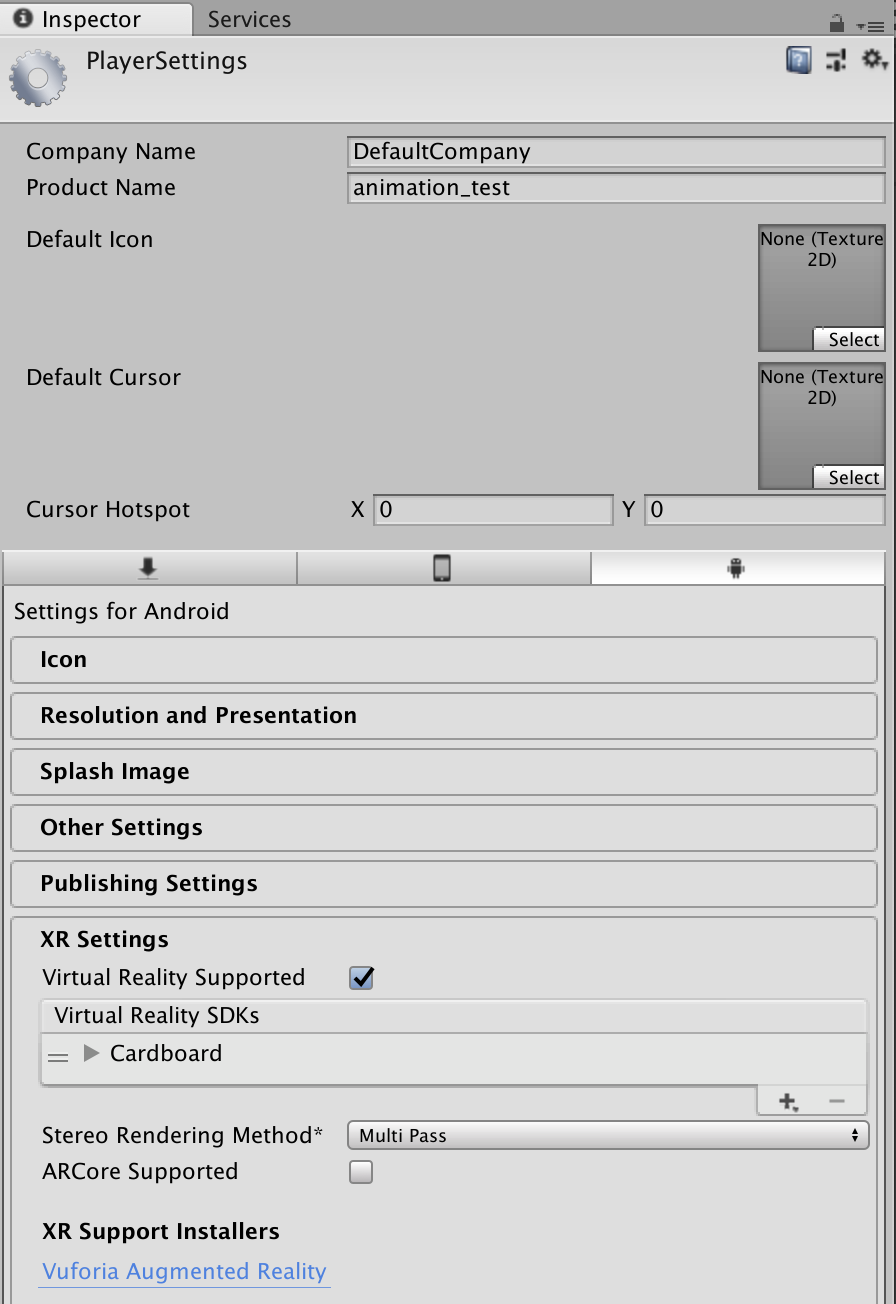 Inspector Services
PlayerSettings
Company Name DefaultCompany
Product Name animation_test
Default Icon None (Texture
2D)
Select
Default Cursor None (Texture
2D)
Select
Cursor Hotspot X 0 Y 0
Settings for Android
Icon
Resolution and Presentation
Splash Image
Other Settings
Publishing Settings
XR Settings
Virtual Reality Supported
Virtual Reality SDKs
Cardboard
Stereo Rendering Method* Multi Pass
ARCore Supported
XR Support Installers
Vuforia Augmented Reality